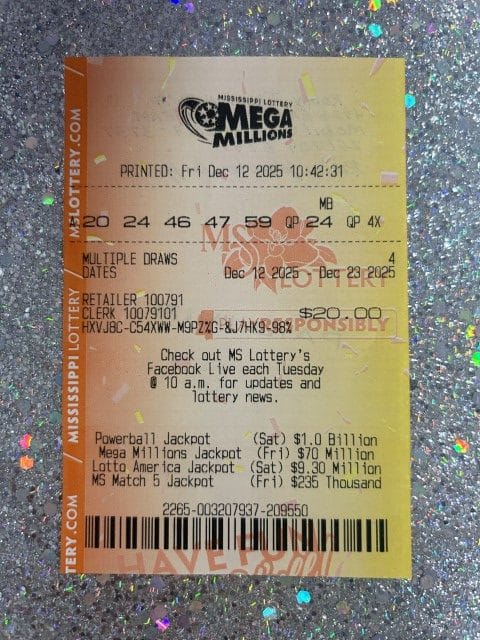 MISSISSIPPI LOTTERY
MEGA
MILLIONS
PRINTED: Fri Dec 12 2025 10:42:31
MB
A 20 24 46 47 59 QP 24 QP 4X
MS
LOTTERY
MULTIPLE DRAWS 4
DATES Dec 12 2025 - Dec 23 2025
RETAILER 100791
CLERK 10079101 $20.00
HXVJ8C-C54XWW-M9PZ%G-&J7HK9-98%
RESPONSIBLY
Check out MS Lottery's
Facebook Live each Tuesday
@ 10 a.m. for updates and
lottery news.
Powerball Jackpot (Sat) $1.0 Billion
Mega Millions Jackpot (Fri) $70 Million
Lotto America Jackpot (Sat) $9.30 Million
MS Match 5 Jackpot (Fri) $235 Thousand
2265-003207937-209550
HAVE FUN
TERY.COM / MISSISSIPPI LOTTERY / MSLOTTERY.COM